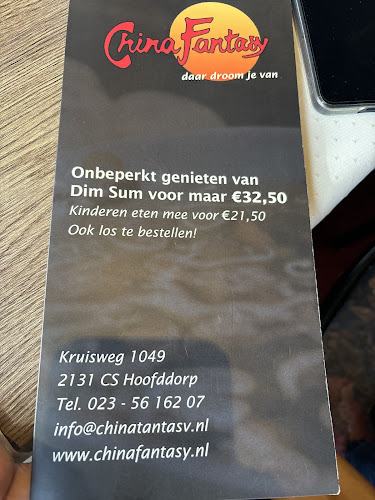 China Fantasy
daar droom je van
Onbeperkt genieten van
Dim Sum voor maar €32,50
Kinderen eten mee voor €21,50
Ook los te bestellen!
Kruisweg 1049
2131 CS Hoofddorp
Tel. 023 - 56 162 07
info@chinatantasv.nl
www.chinafantasy.nl